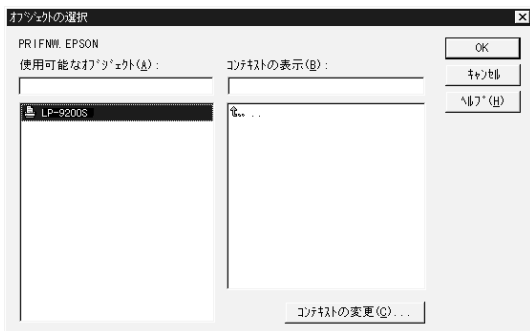 オブジェクトの選択
PRIFNW.EPSON
使用可能なオブジェクト(A):
コンテキストの表示(B):
LP-9200S
..
OK
キャンセル
ヘルプ(H)
コンテキストの変更(C)...